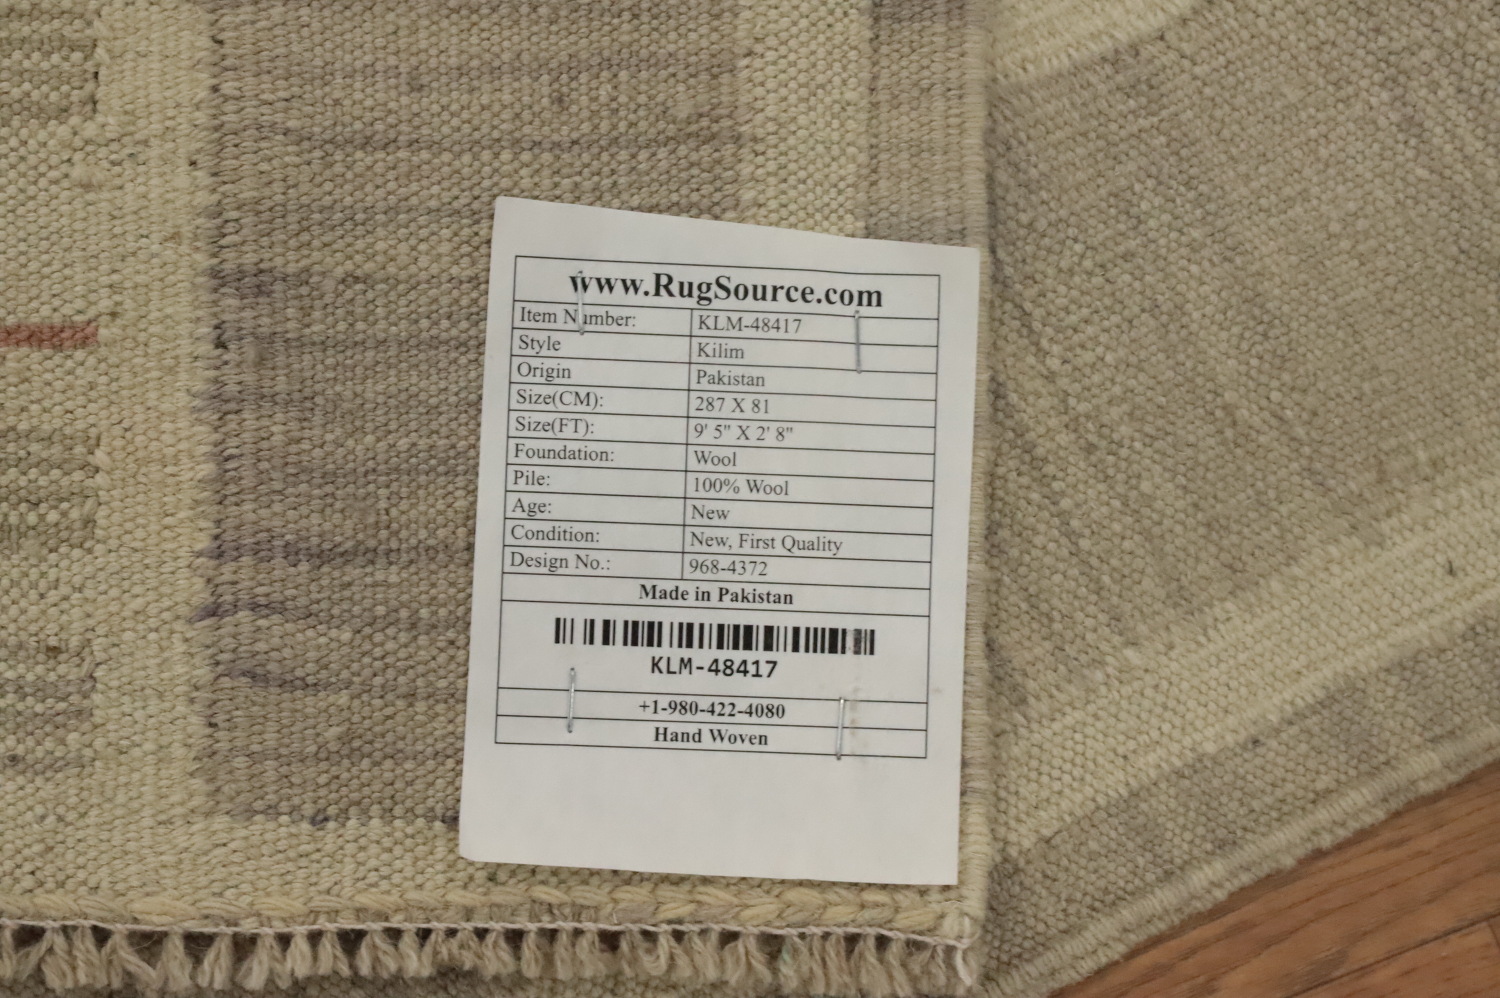 www.RugSource.com
Item Number: KLM-48417
Style Kilim
Origin Pakistan
Size(CM): 287 X 81
Size(FT): 9' 5" X 2' 8"
Foundation: Wool
Pile: 100% Wool
Age: New
Condition: New, First Quality
Design No.: 968-4372
Made in Pakistan
KLM-48417
+1-980-422-4080
Hand Woven